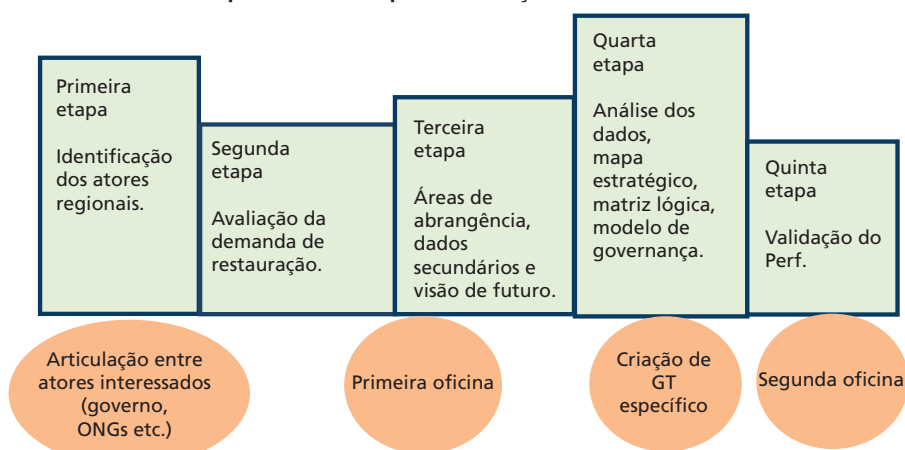 Primeira
etapa
Identificação
dos atores
regionais.
Segunda
etapa
Avaliação da
demanda de
restauração.
Terceira
etapa
Áreas de
abrangência,
dados
secundários e
visão de futuro.
Quarta
etapa
Análise dos
dados,
mapa
estratégico,
matriz lógica,
modelo de
governança.
Quinta
etapa
Validação do
Perf.
Articulação entre
atores interessados
(governo,
ONGs etc.)
Primeira oficina
Criação de
GT
específico
Segunda oficina